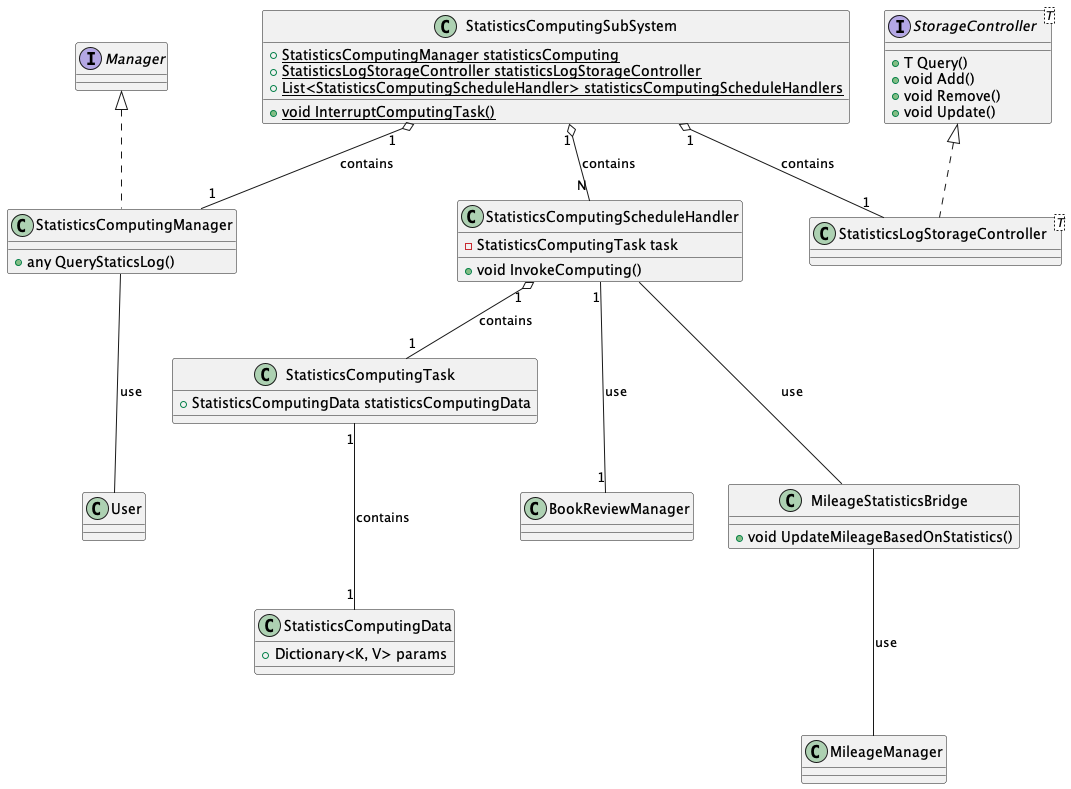 C StatisticsComputingSubSystem
StatisticsComputingManager statisticsComputing
StatisticsLogStorageController statisticsLogStorageController
List<StatisticsComputingScheduleHandler> statisticsComputingScheduleHandlers
void InterruptComputingTask()
I StorageController
T
T Query()
void Add()
void Remove()
void Update()
I Manager
1
contains
1
1
contains
N
1
contains
1
C StatisticsComputingManager
any QueryStaticsLog()
C StatisticsComputingScheduleHandler
StatisticsComputingTask task
void InvokeComputing()
C StatisticsLogStorageController
T
1
contains
1
C StatisticsComputingTask
StatisticsComputingData statisticsComputingData
use
1
use
1
use
C User
C BookReviewManager
C MileageStatisticsBridge
void UpdateMileageBasedOnStatistics()
1
contains
1
C StatisticsComputingData
Dictionary<K, V> params
use
C MileageManager